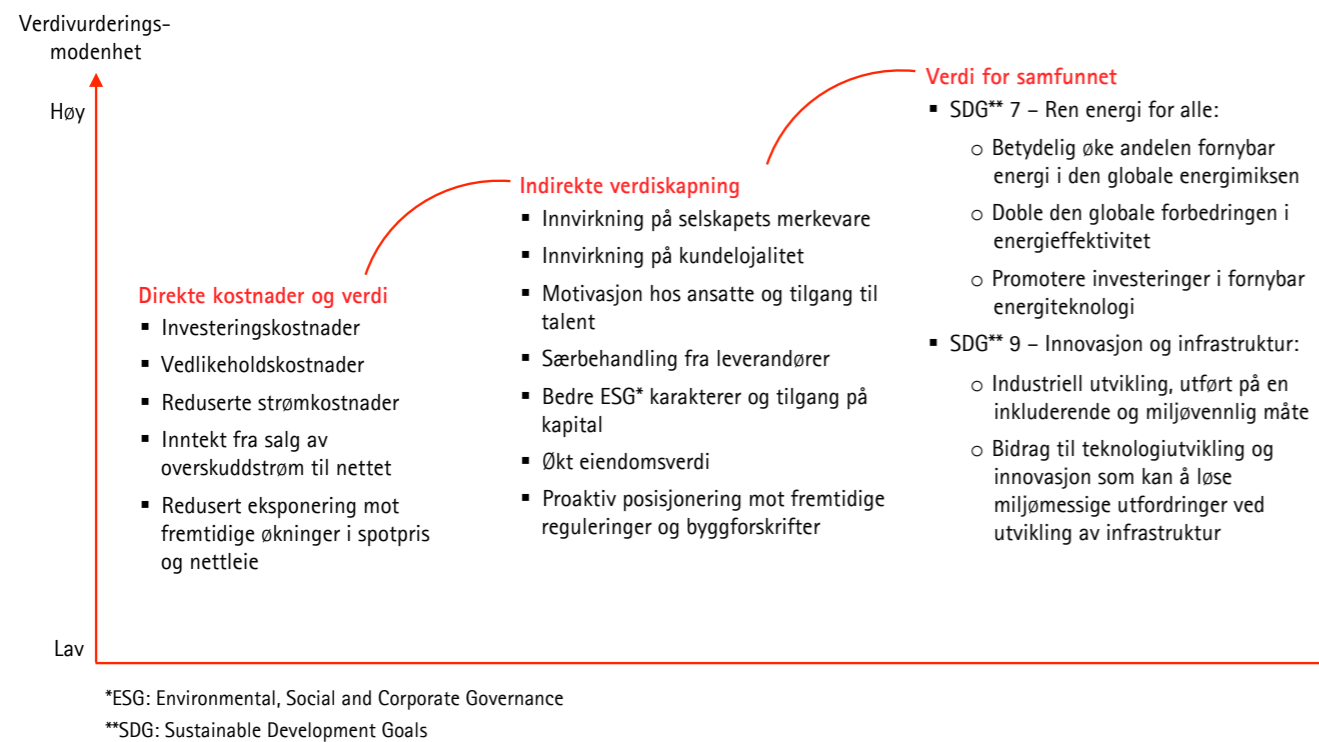 Verdivurderings-
modenhet
Høy
Lav
Direkte kostnader og verdi
▪ Investeringskostnader
▪ Vedlikeholdskostnader
▪ Reduserte strømkostnader
▪ Inntekt fra salg av
overskuddstrøm til nettet
▪ Redusert eksponering mot
fremtidige økninger i spotpris
og nettleie
Indirekte verdiskapning
▪ Innvirkning på selskapets merkevare
▪ Innvirkning på kundelojalitet
▪ Motivasjon hos ansatte og tilgang til
talent
▪ Særbehandling fra leverandører
▪ Bedre ESG* karakterer og tilgang på
kapital
▪ Økt eiendomsverdi
▪ Proaktiv posisjonering mot fremtidige
reguleringer og byggforskrifter
Verdi for samfunnet
▪ SDG** 7 – Ren energi for alle:
o Betydelig øke andelen fornybar
energi i den globale energimiksen
o Doble den globale forbedringen i
energieffektivitet
o Promotere investeringer i fornybar
energiteknologi
▪ SDG** 9 – Innovasjon og infrastruktur:
o Industriell utvikling, utført på en
inkluderende og miljøvennlig måte
o Bidrag til teknologiutvikling og
innovasjon som kan å løse
miljømessige utfordringer ved
utvikling av infrastruktur
*ESG: Environmental, Social and Corporate Governance
**SDG: Sustainable Development Goals